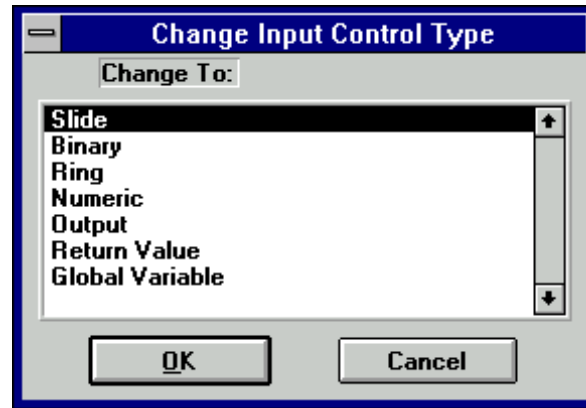 Change Input Control Type
Change To:
Slide
Binary
Ring
Numeric
Output
Return Value
Global Variable
OK Cancel